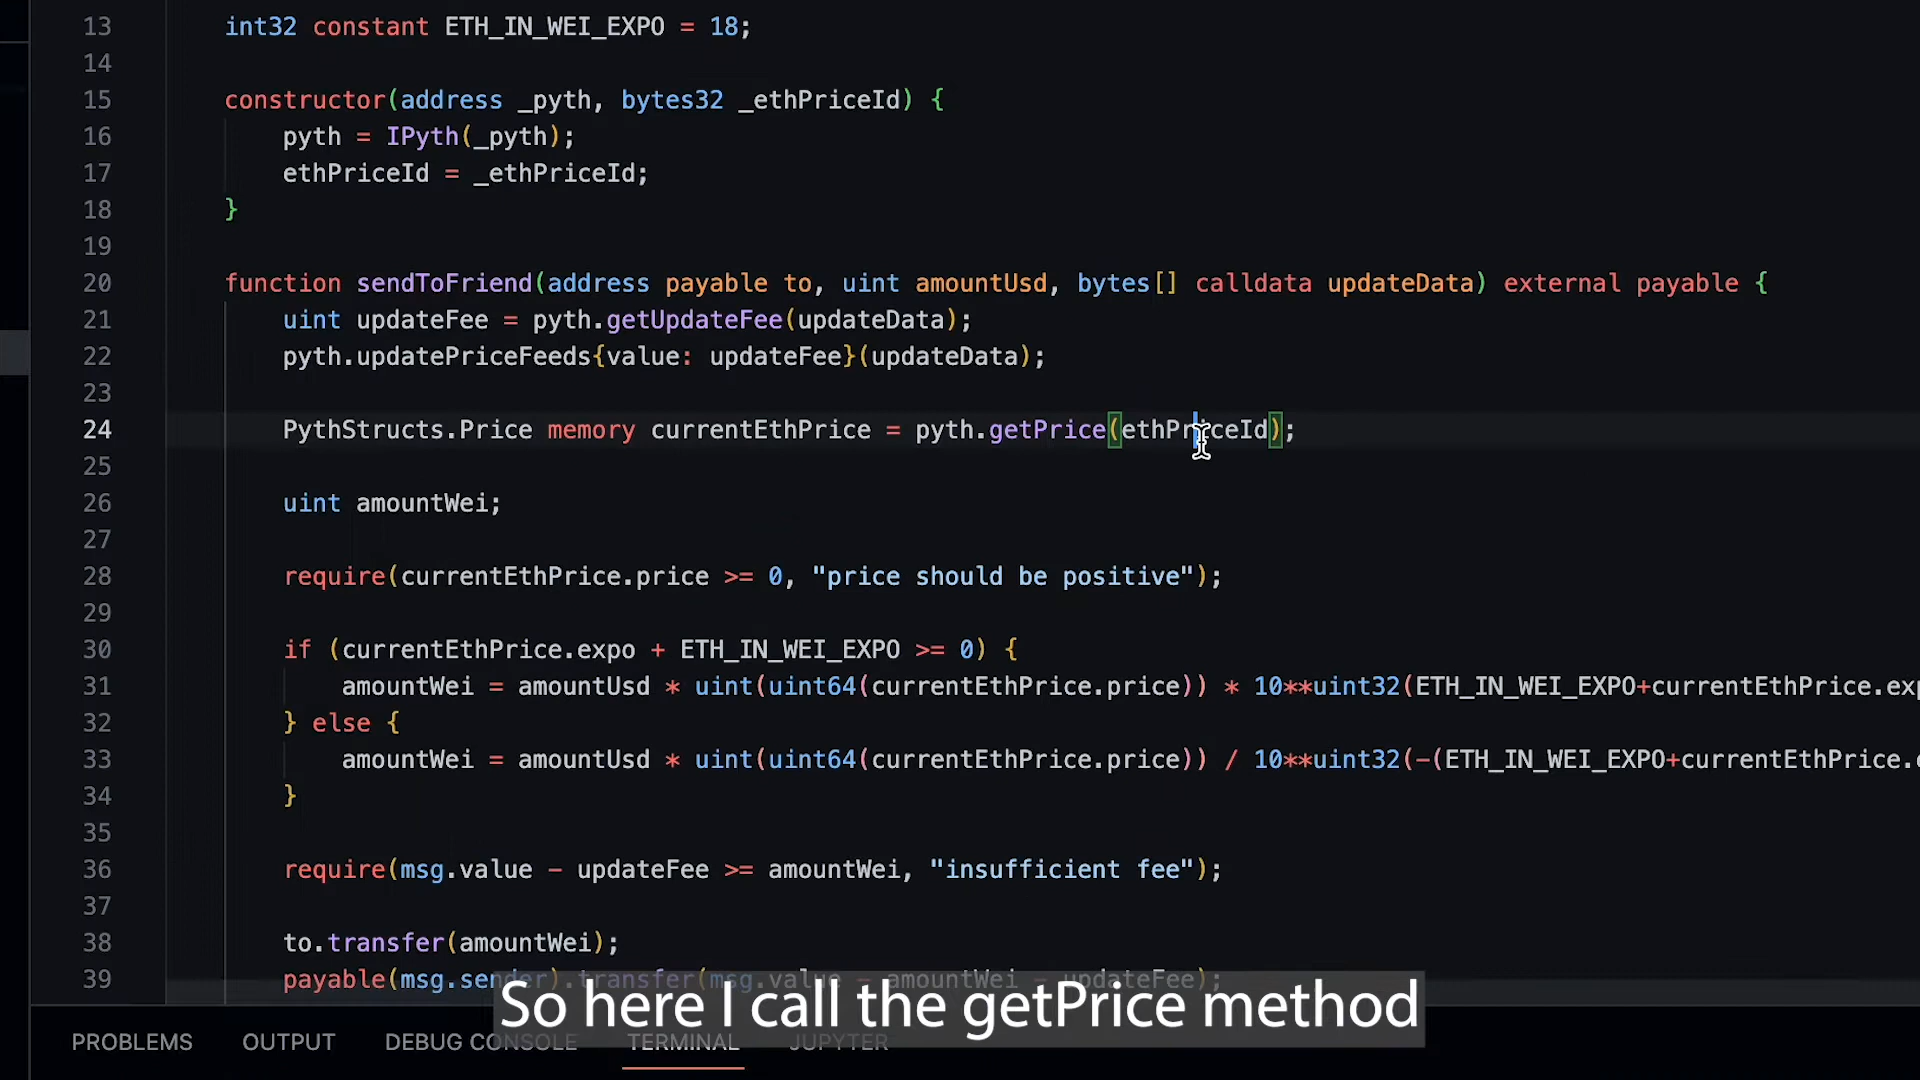 13 int32 constant ETH_IN_WEI_EXPO = 18;
14
15 constructor(address _pyth, bytes32 _ethPriceId) {
16 pyth = IPyth(_pyth);
17 ethPriceId = _ethPriceId;
18 }
19
20 function sendToFriend(address payable to, uint amountUsd, bytes[] calldata updateData) external payable {
21 uint updateFee = pyth.getUpdateFee(updateData);
22 pyth.updatePriceFeeds{value: updateFee}(updateData);
23
24 PythStructs.Price memory currentEthPrice = pyth.getPrice(ethPriceId);
25
26 uint amountWei;
27
28 require(currentEthPrice.price >= 0, "price should be positive");
29
30 if (currentEthPrice.expo + ETH_IN_WEI_EXPO >= 0) {
31 amountWei = amountUsd * uint(uint64(currentEthPrice.price)) * 10**uint32(ETH_IN_WEI_EXPO+currentEthPrice.ex
32 } else {
33 amountWei = amountUsd * uint(uint64(currentEthPrice.price)) / 10**uint32(-(ETH_IN_WEI_EXPO+currentEthPrice.
34 }
35
36 require(msg.value - updateFee >= amountWei, "insufficient fee");
37
38 to.transfer(amountWei);
39 payable(msg.sender).transfer(msg.value - amountWei - updateFee);
So here I call the getPrice method
PROBLEMS OUTPUT DEBUG CONSOLE TERMINAL JUPYTER